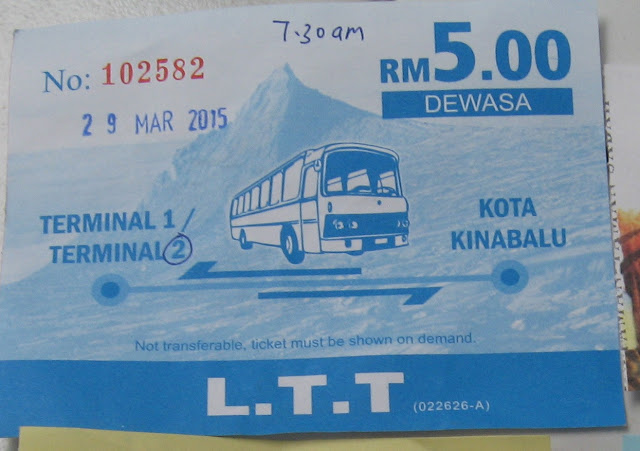 7.30am
No: 102582
RM5.00
DEWASA
29 MAR 2015
TERMINAL 1 /
TERMINAL 2
KOTA
KINABALU
Not transferable, ticket must be shown on demand.
L.T.T (022626-A)